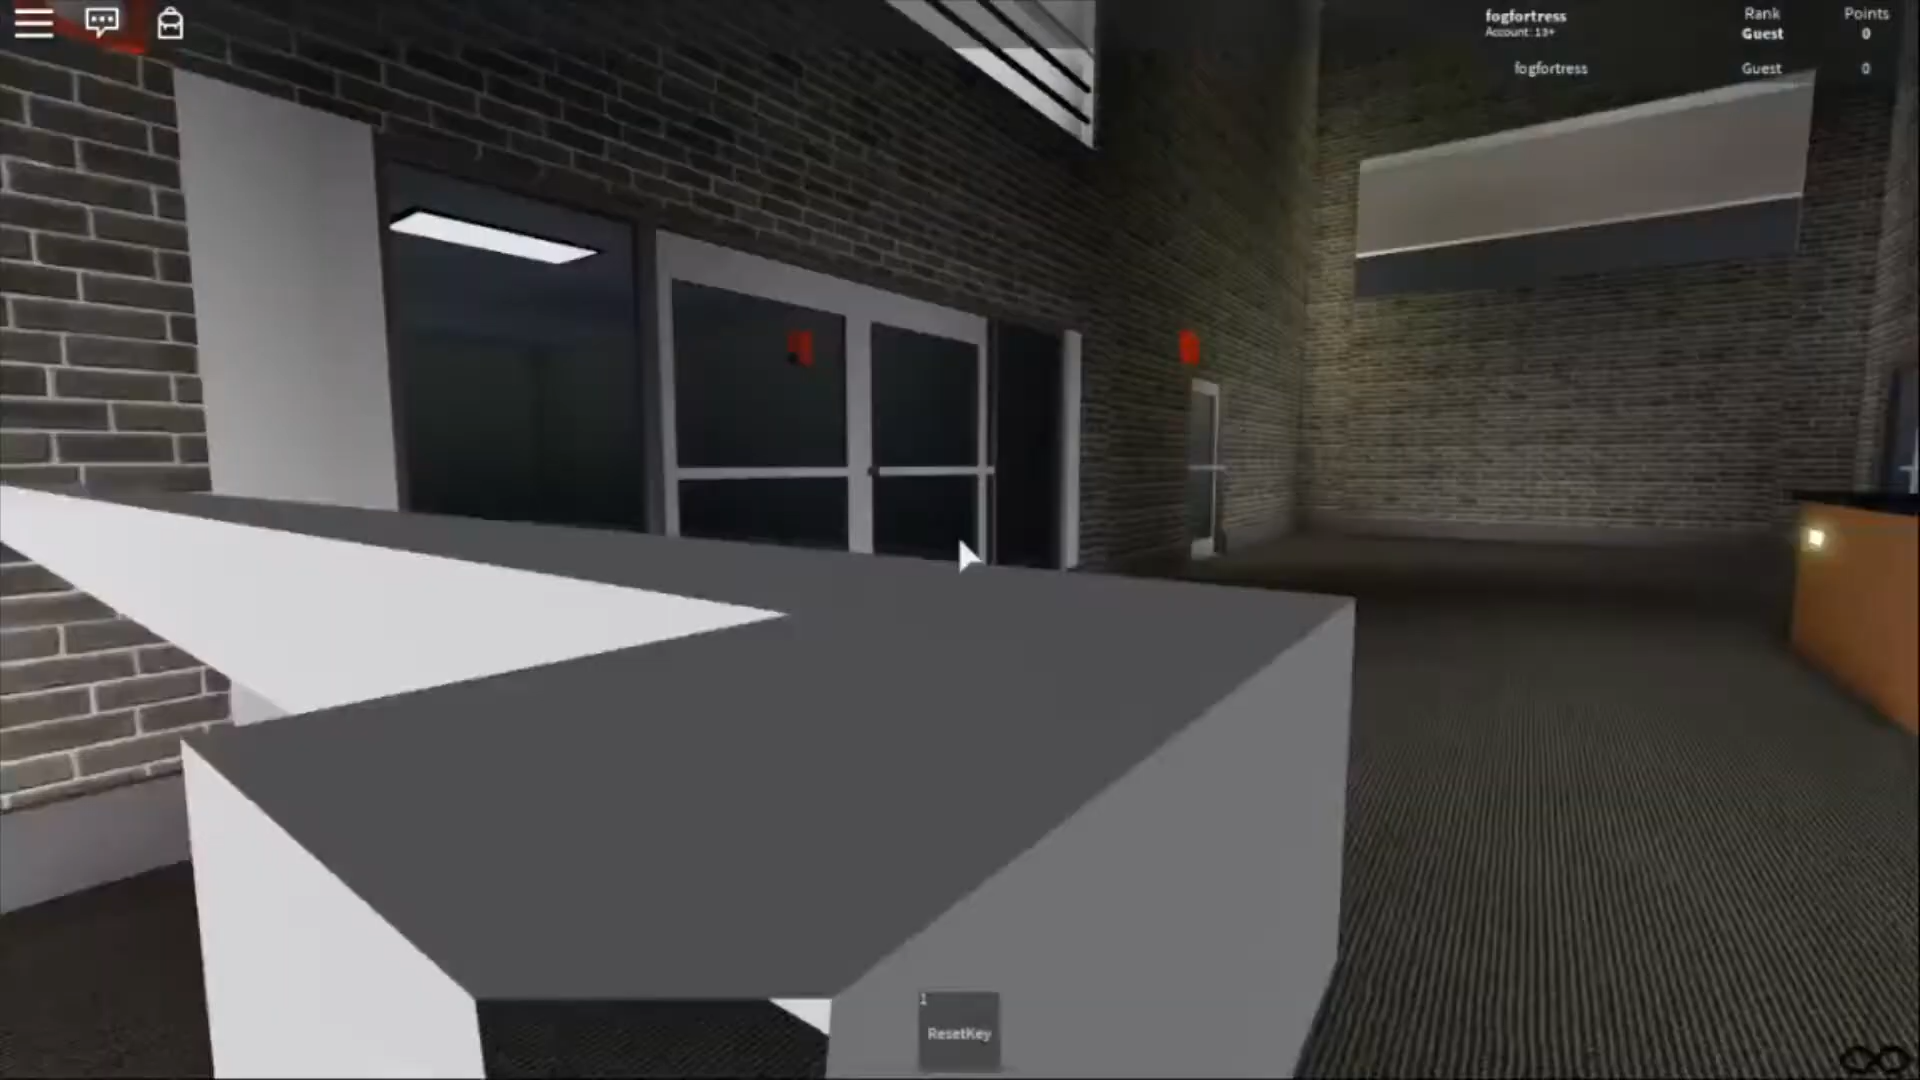 fogfortress Rank Points
Account: 13+ Guest 0
fogfortress Guest 0
1
ResetKey